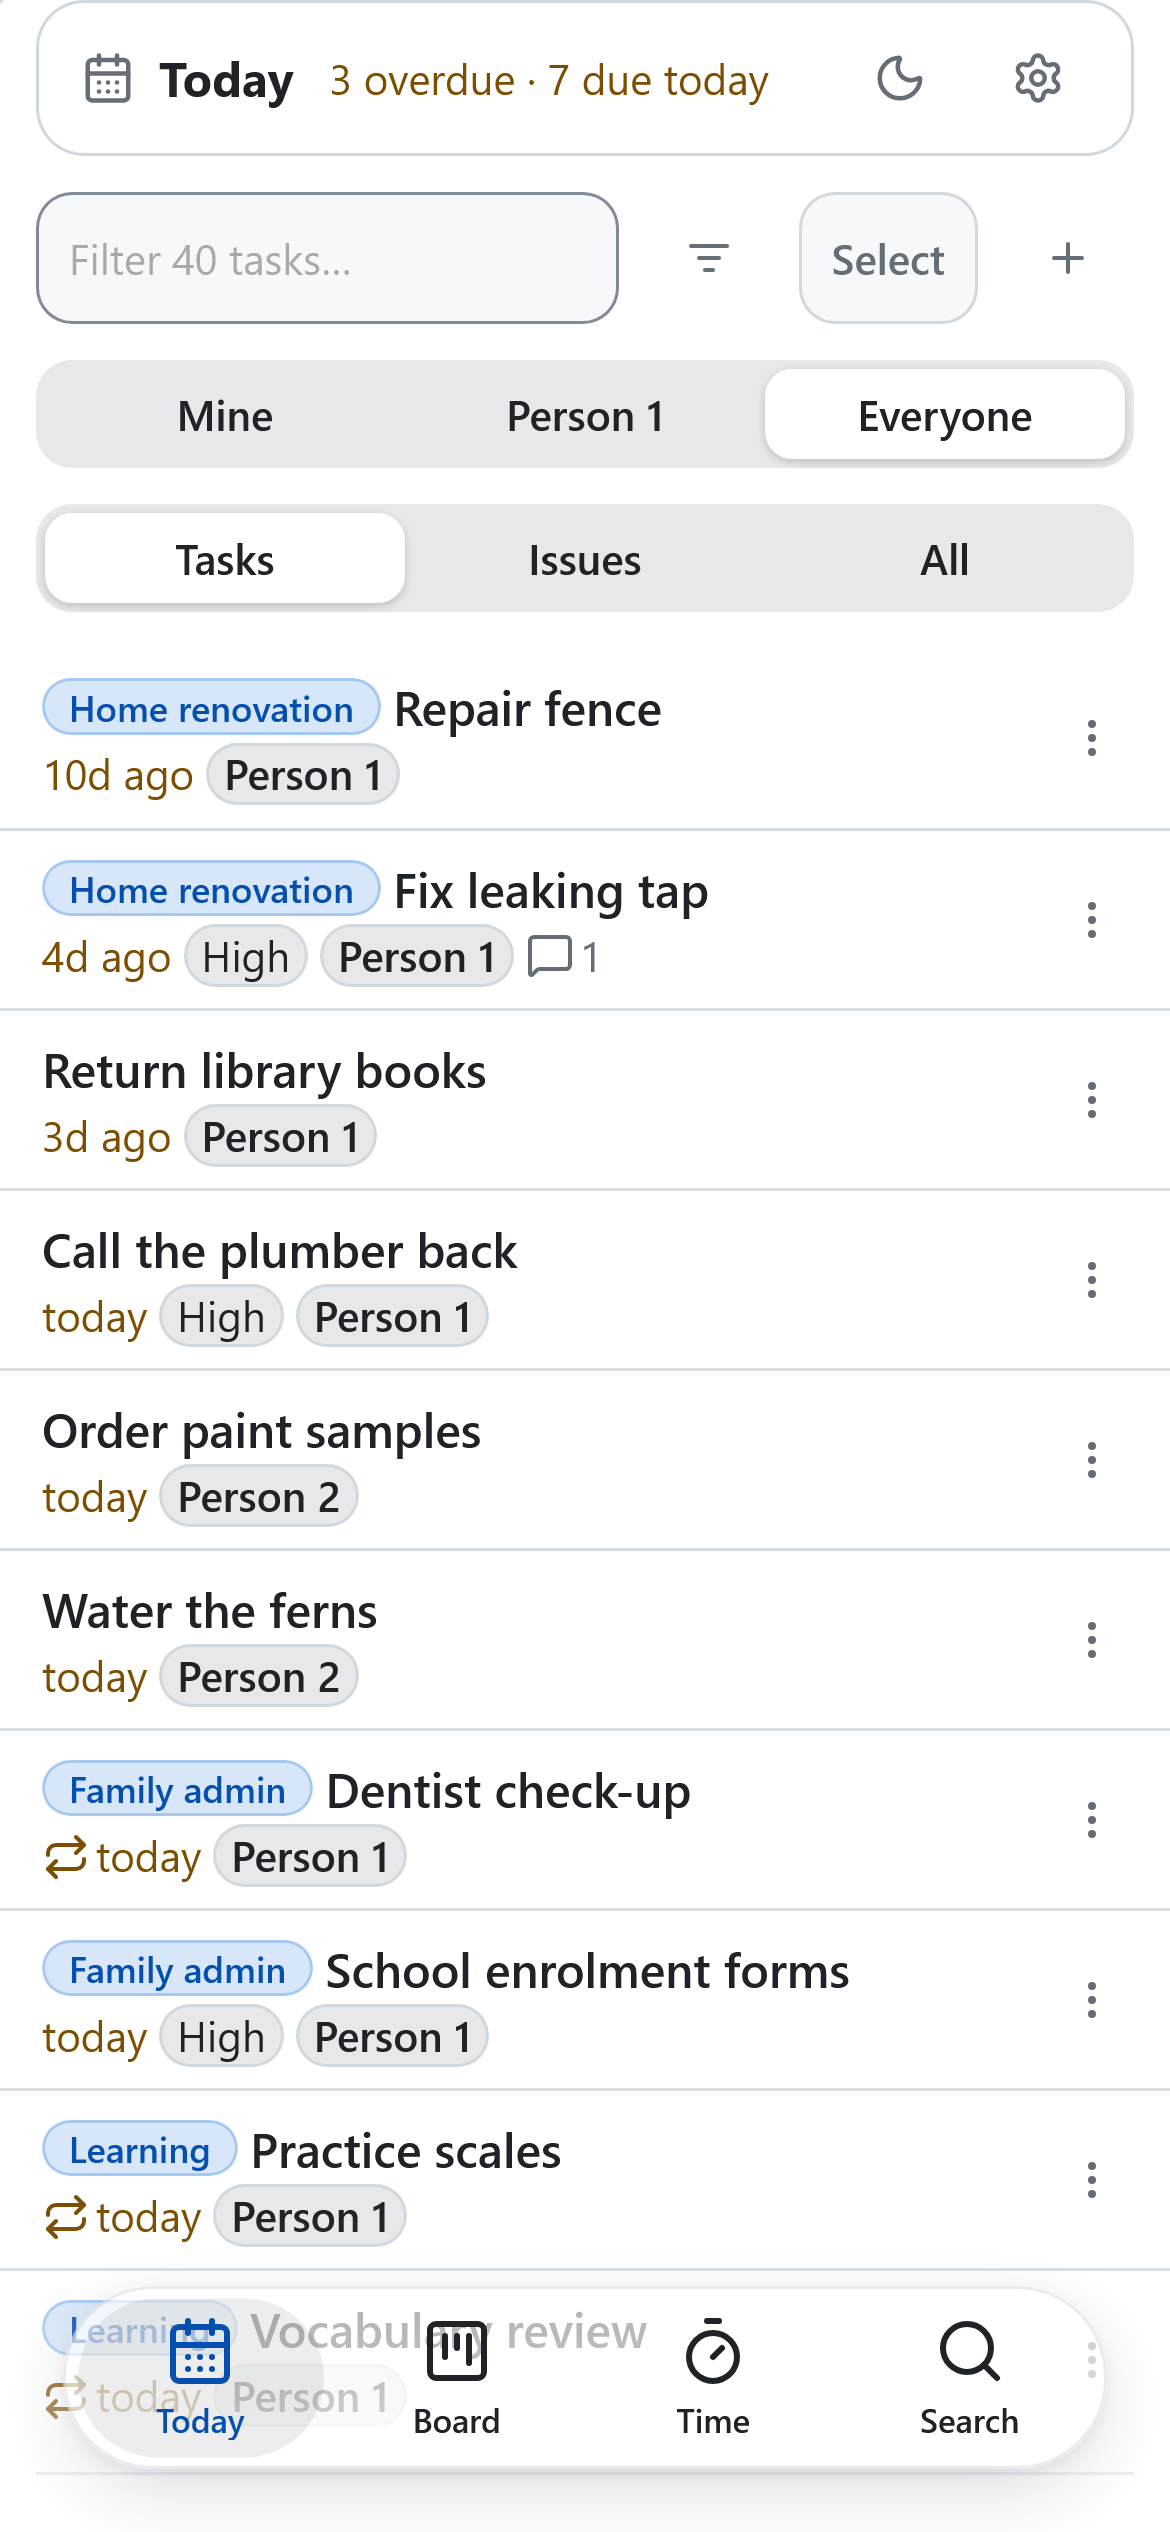 Today 3 overdue · 7 due today
Filter 40 tasks...
Select
Mine Person 1 Everyone
Tasks Issues All
Home renovation Repair fence
10d ago Person 1
Home renovation Fix leaking tap
4d ago High Person 1 1
Return library books
3d ago Person 1
Call the plumber back
today High Person 1
Order paint samples
today Person 2
Water the ferns
today Person 2
Family admin Dentist check-up
today Person 1
Family admin School enrolment forms
today High Person 1
Learning Practice scales
today Person 1
Learning Vocabulary review
today Person 1
Today Board Time Search